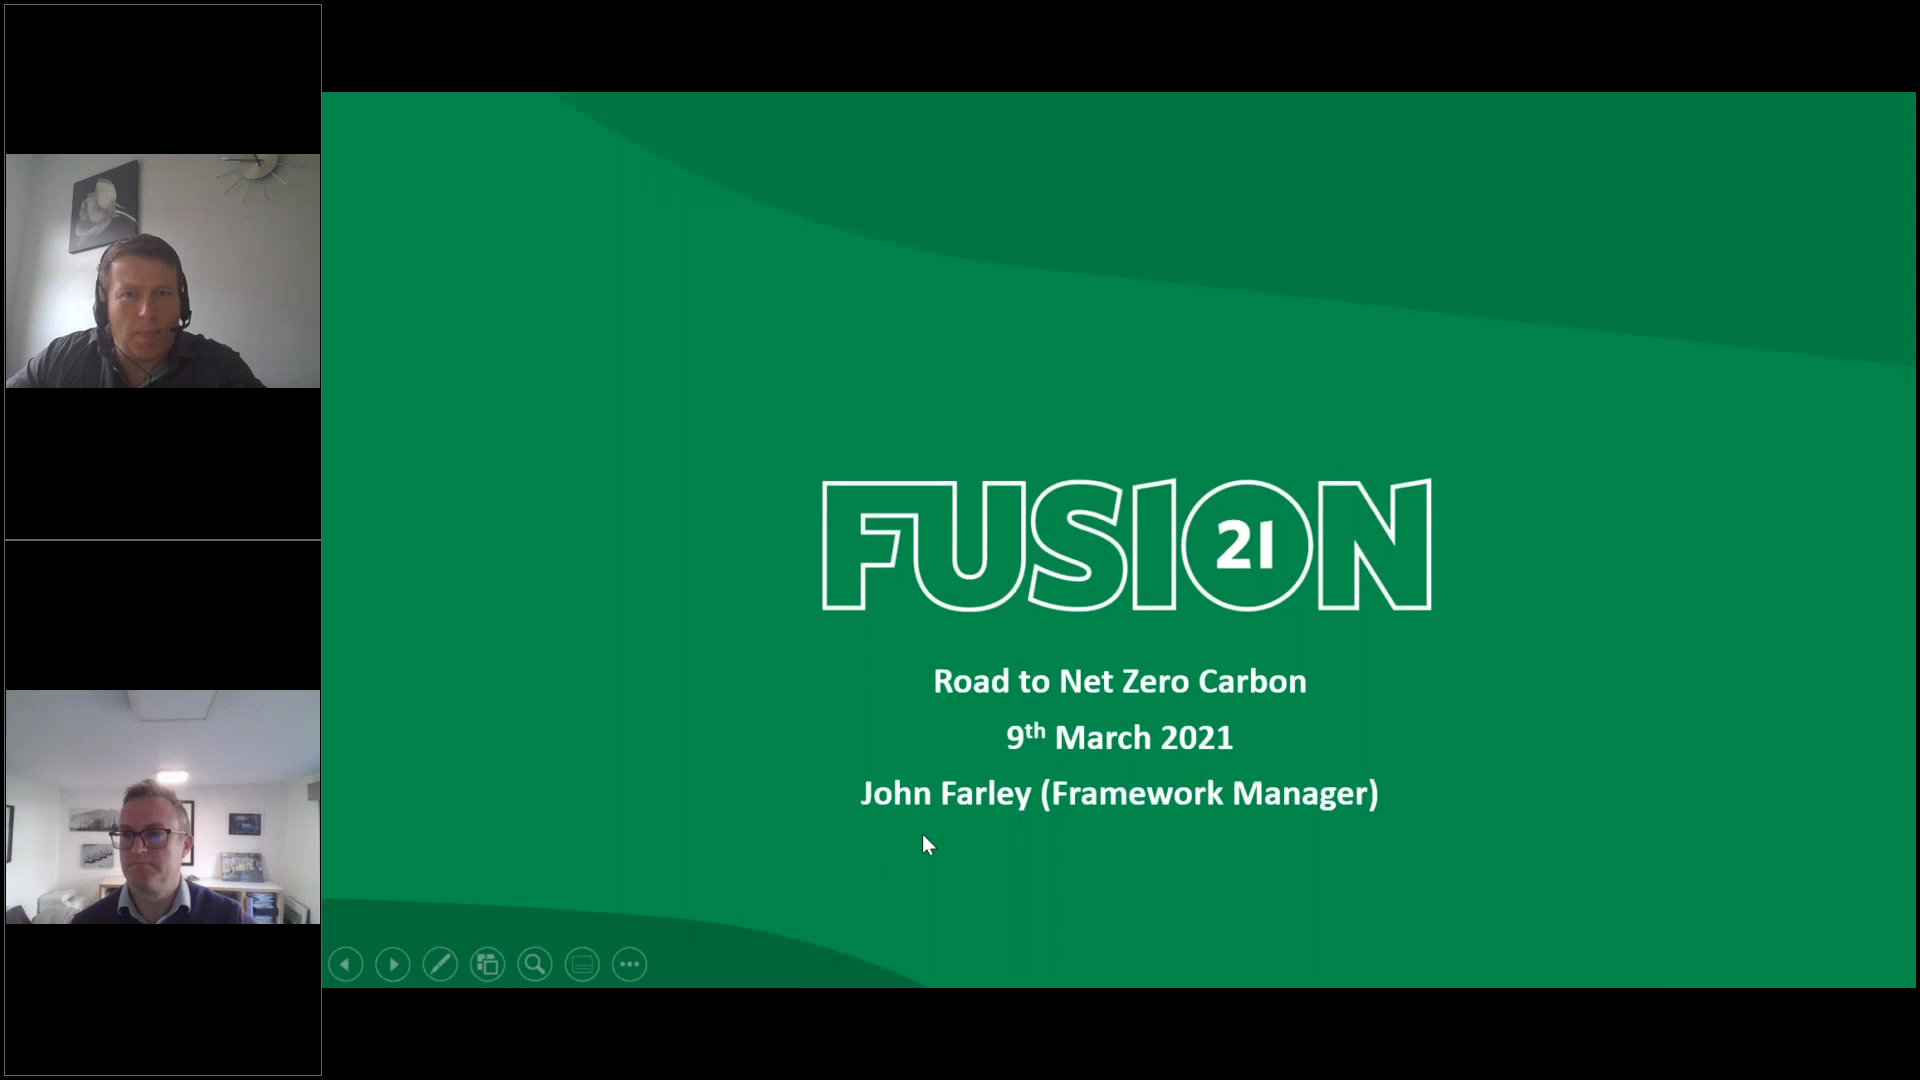 FUSION
21
Road to Net Zero Carbon
9th March 2021
John Farley (Framework Manager)